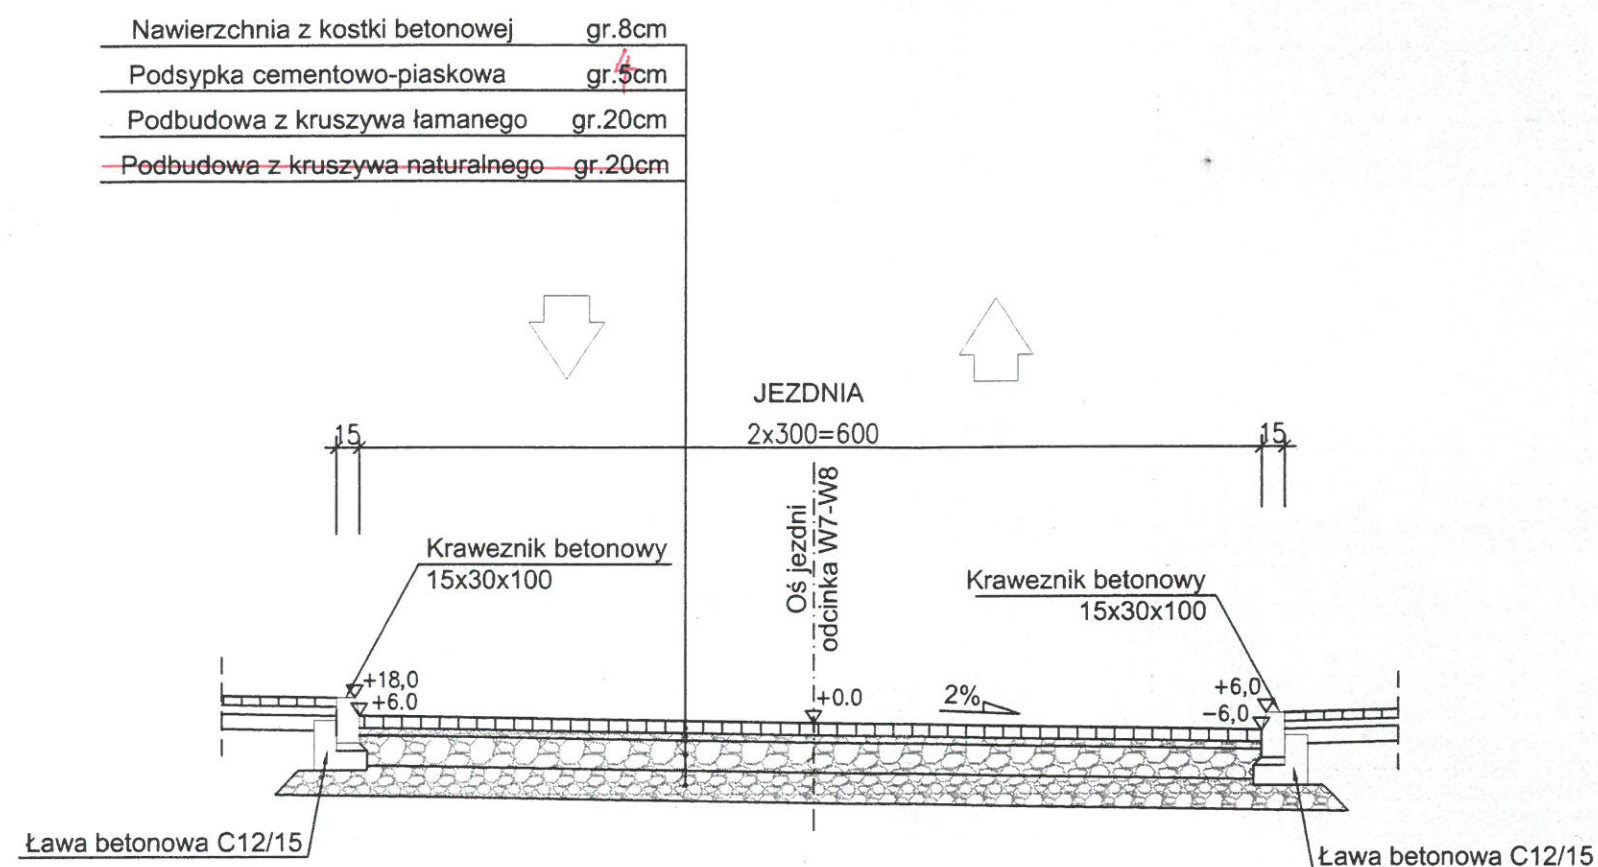 Nawierzchnia z kostki betonowej gr.8cm
4
Podsypka cementowo-piaskowa gr.5cm
Podbudowa z kruszywa łamanego gr.20cm
Podbudowa z kruszywa naturalnego gr.20cm
JEZDNIA
15 2x300=600 15
Oś jezdni
odcinka W7-W8
Kraweznik betonowy
15x30x100
Kraweznik betonowy
15x30x100
+18,0
+6.0
+0.0
2%
+6,0
-6,0
Ława betonowa C12/15
Ława betonowa C12/15